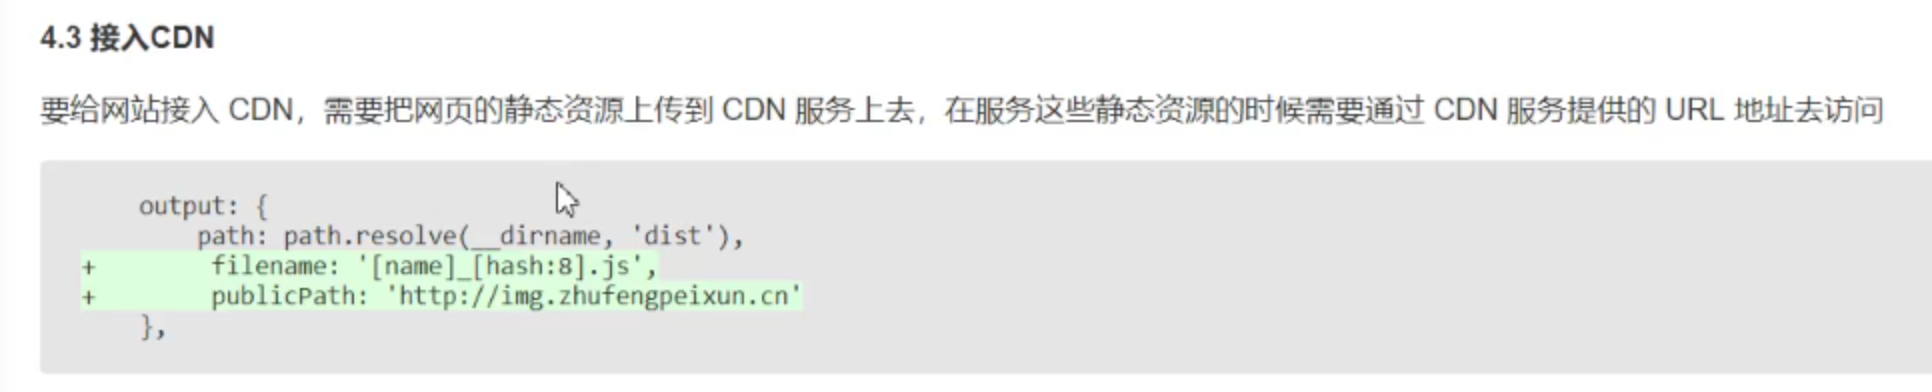 4.3 接入CDN
要给网站接入 CDN，需要把网页的静态资源上传到 CDN 服务上去，在服务这些静态资源的时候需要通过 CDN 服务提供的 URL 地址去访问
output: {
path: path.resolve(__dirname, 'dist'),
+ filename: '[name]_[hash:8].js',
+ publicPath: 'http://img.zhufengpeixun.cn'
},